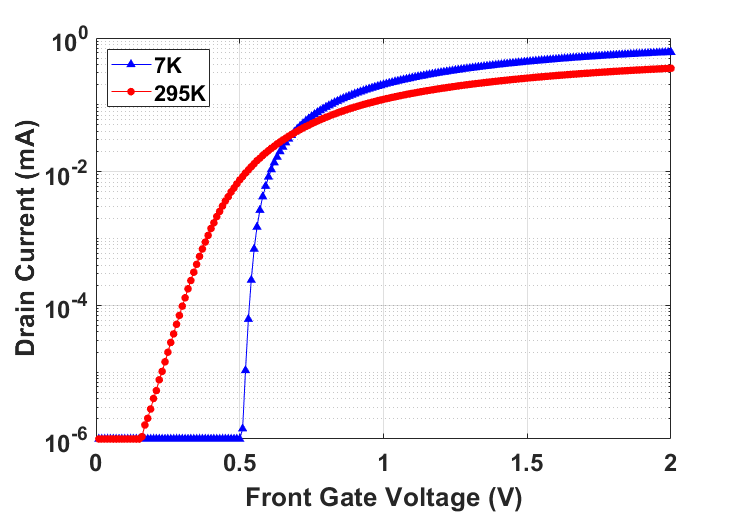 10^0
7K
295K
10^-2
10^-4
10^-6
Drain Current (mA)
0 0.5 1 1.5 2
Front Gate Voltage (V)